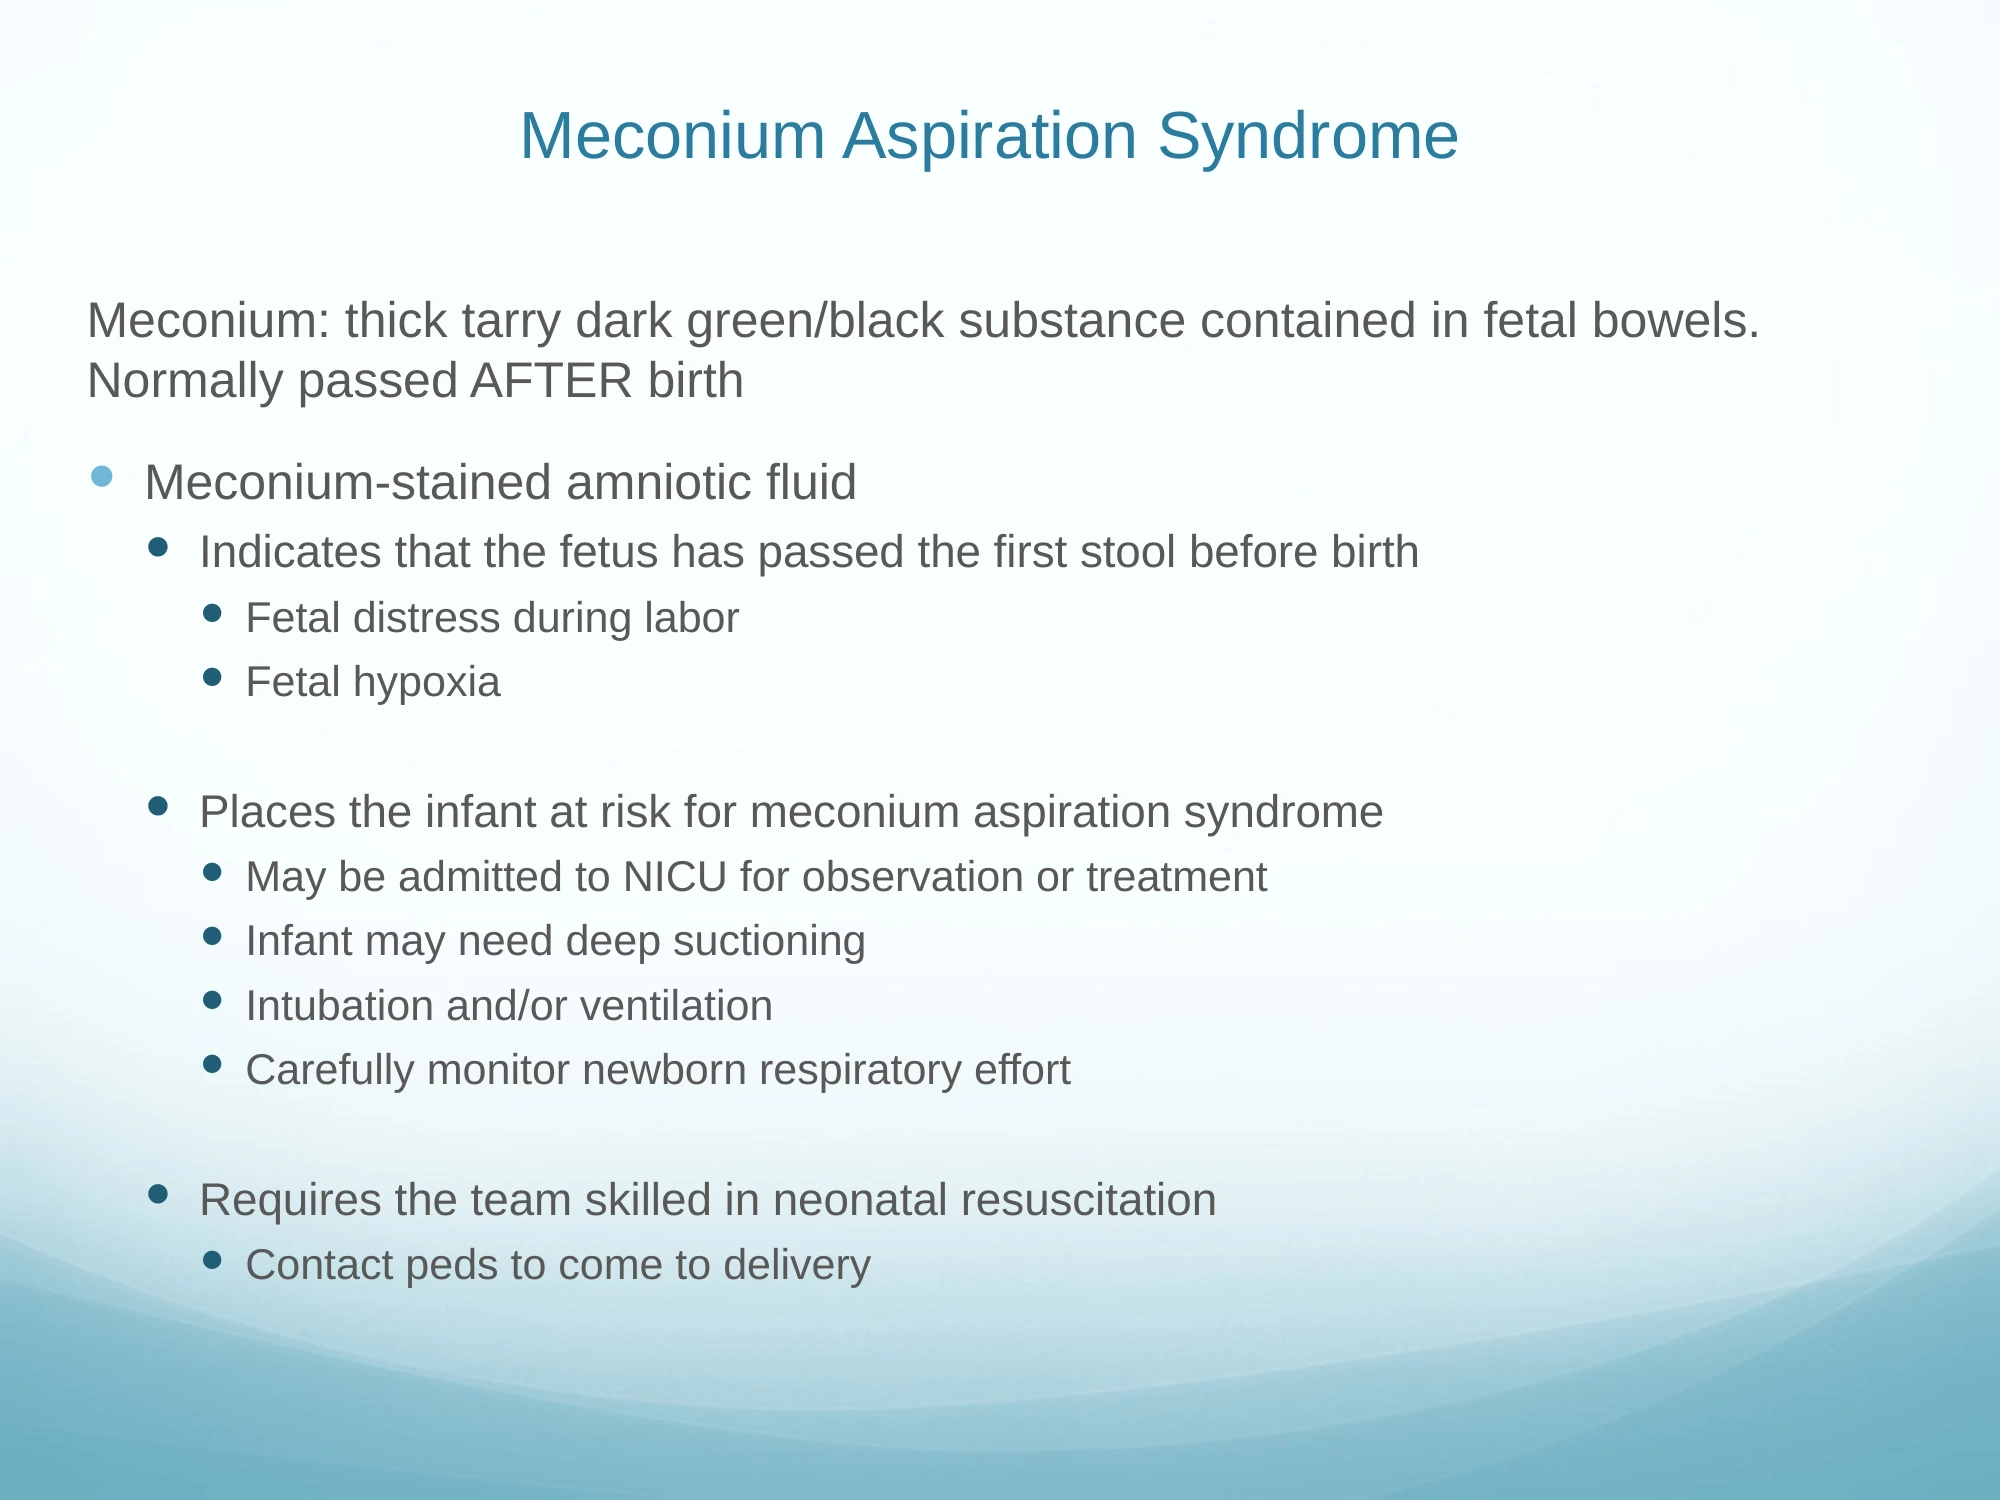 Meconium Aspiration Syndrome
Meconium: thick tarry dark green/black substance contained in fetal bowels.
Normally passed AFTER birth
• Meconium-stained amniotic fluid
• Indicates that the fetus has passed the first stool before birth
• Fetal distress during labor
• Fetal hypoxia
• Places the infant at risk for meconium aspiration syndrome
• May be admitted to NICU for observation or treatment
• Infant may need deep suctioning
• Intubation and/or ventilation
• Carefully monitor newborn respiratory effort
• Requires the team skilled in neonatal resuscitation
• Contact peds to come to delivery